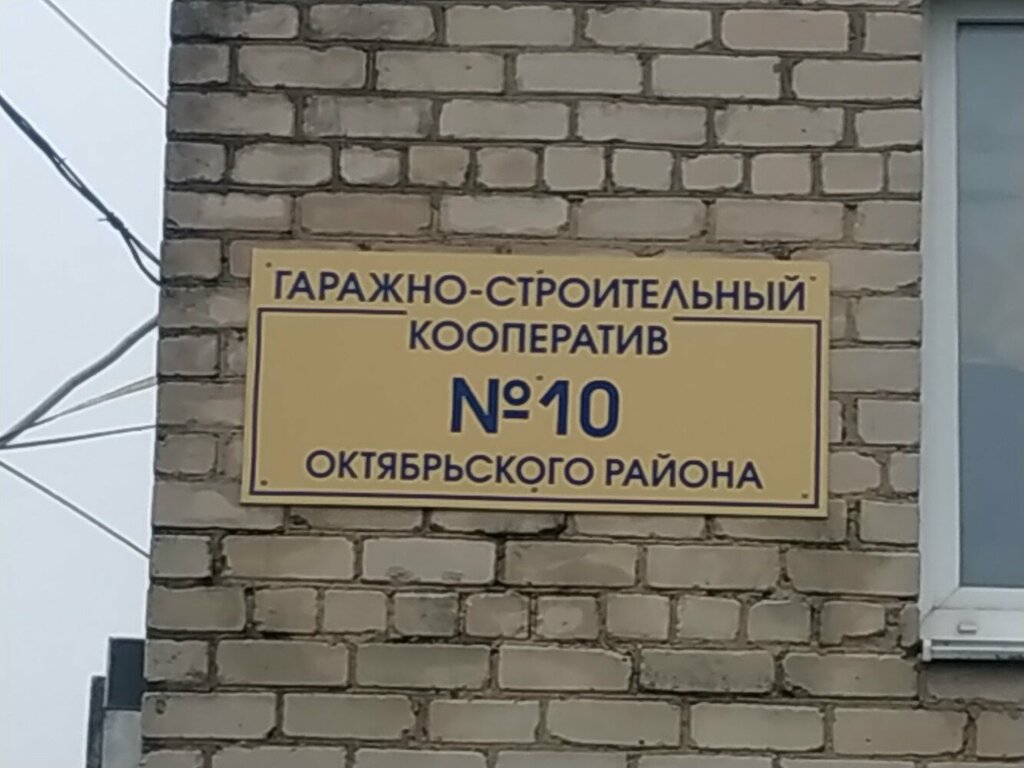 ГАРАЖНО-СТРОИТЕЛЬНЫЙ
КООПЕРАТИВ
№10
ОКТЯБРЬСКОГО РАЙОНА